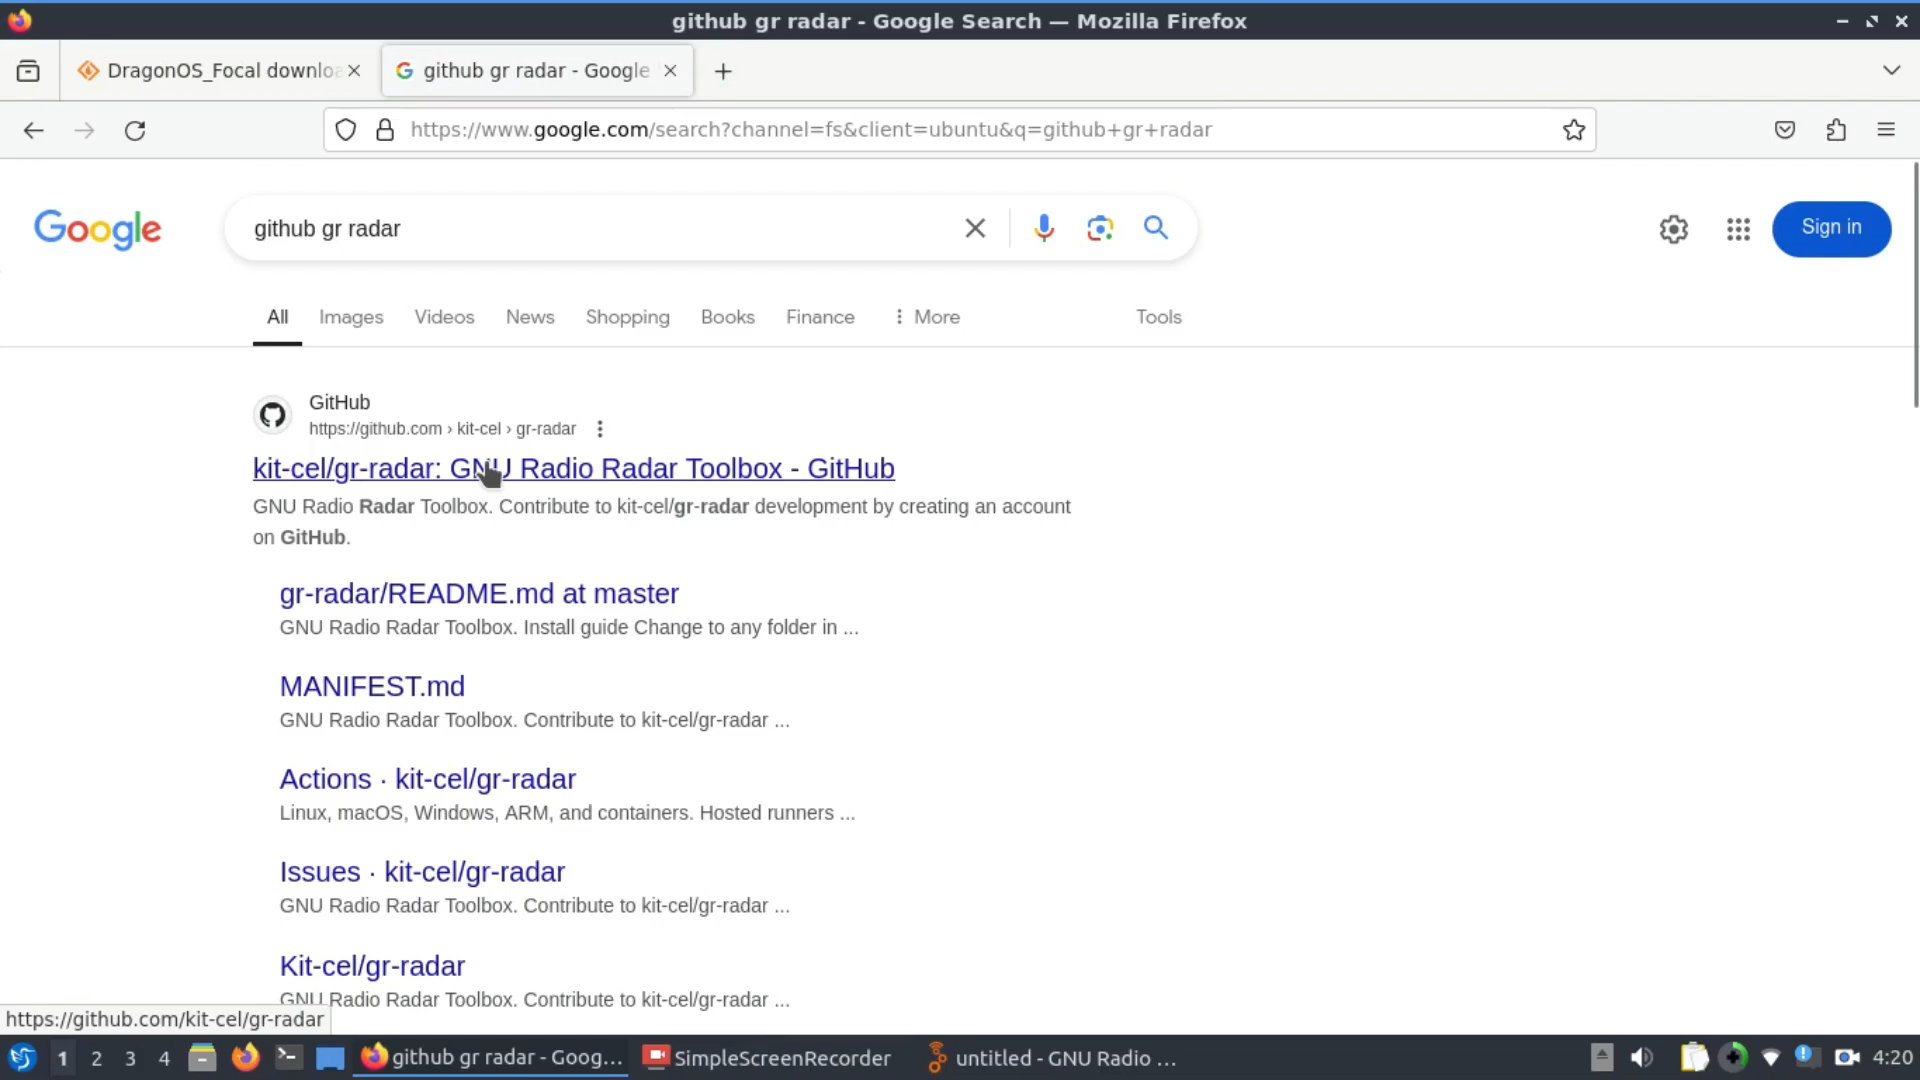 github gr radar - Google Search — Mozilla Firefox
DragonOS_Focal downlo
github gr radar - Google
https://www.google.com/search?channel=fs&client=ubuntu&q=github+gr+radar
Google
github gr radar
Sign in
All
Images
Videos
News
Shopping
Books
Finance
More
Tools
GitHub
https://github.com › kit-cel › gr-radar
kit-cel/gr-radar: GNU Radio Radar Toolbox - GitHub
GNU Radio Radar Toolbox. Contribute to kit-cel/gr-radar development by creating an account
on GitHub.
gr-radar/README.md at master
GNU Radio Radar Toolbox. Install guide Change to any folder in ...
MANIFEST.md
GNU Radio Radar Toolbox. Contribute to kit-cel/gr-radar ...
Actions · kit-cel/gr-radar
Linux, macOS, Windows, ARM, and containers. Hosted runners ...
Issues · kit-cel/gr-radar
GNU Radio Radar Toolbox. Contribute to kit-cel/gr-radar ...
Kit-cel/gr-radar
GNU Radio Radar Toolbox. Contribute to kit-cel/gr-radar ...
https://github.com/kit-cel/gr-radar
1
2
3
4
github gr radar - Goog...
SimpleScreenRecorder
untitled - GNU Radio ...
4:20